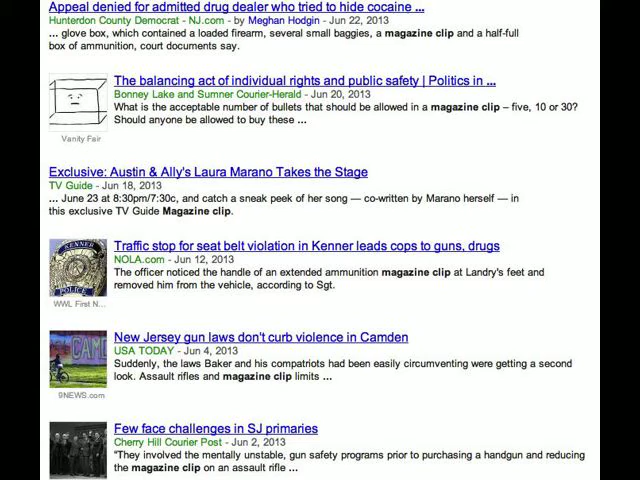 Appeal denied for admitted drug dealer who tried to hide cocaine ...
Hunterdon County Democrat - NJ.com - by Meghan Hodgin - Jun 22, 2013
... glove box, which contained a loaded firearm, several small baggies, a magazine clip and a half-full
box of ammunition, court documents say.
The balancing act of individual rights and public safety | Politics in ...
Bonney Lake and Sumner Courier-Herald - Jun 20, 2013
What is the acceptable number of bullets that should be allowed in a magazine clip – five, 10 or 30?
Should anyone be allowed to buy these ...
Vanity Fair
Exclusive: Austin & Ally's Laura Marano Takes the Stage
TV Guide - Jun 18, 2013
... June 23 at 8:30pm/7:30c, and catch a sneak peek of her song — co-written by Marano herself — in
this exclusive TV Guide Magazine clip.
KENNER
POLICE
Traffic stop for seat belt violation in Kenner leads cops to guns, drugs
NOLA.com - Jun 12, 2013
The officer noticed the handle of an extended ammunition magazine clip at Landry's feet and
removed him from the vehicle, according to Sgt.
WWL First N...
CAMD
New Jersey gun laws don't curb violence in Camden
USA TODAY - Jun 4, 2013
Suddenly, the laws Baker and his compatriots had been easily circumventing were getting a second
look. Assault rifles and magazine clip limits ...
9NEWS.com
Few face challenges in SJ primaries
Cherry Hill Courier Post - Jun 2, 2013
"They involved the mentally unstable, gun safety programs prior to purchasing a handgun and reducing
the magazine clip on an assault rifle ...